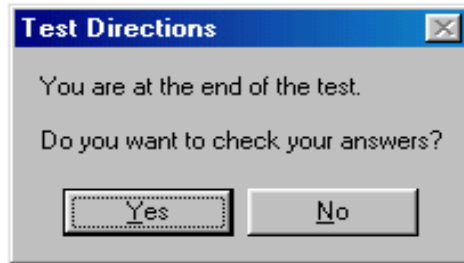 Test Directions
You are at the end of the test.
Do you want to check your answers?
Yes No